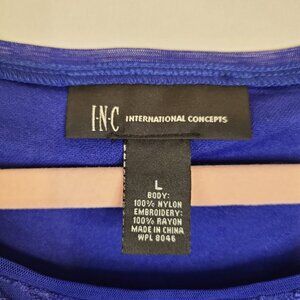 I·N·C INTERNATIONAL CONCEPTS
L
BODY:
100% NYLON
EMBROIDERY:
100% RAYON
MADE IN CHINA
WPL 8046